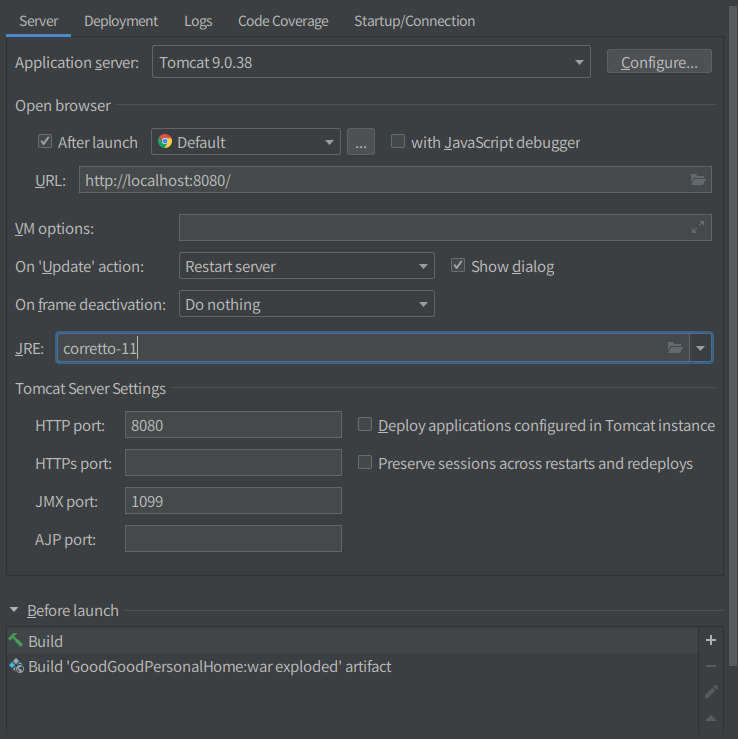 Server Deployment Logs Code Coverage Startup/Connection
Application server: Tomcat 9.0.38 Configure...
Open browser
After launch Default ... with JavaScript debugger
URL: http://localhost:8080/
VM options:
On 'Update' action: Restart server Show dialog
On frame deactivation: Do nothing
JRE: corretto-11
Tomcat Server Settings
HTTP port: 8080 Deploy applications configured in Tomcat instance
HTTPs port: Preserve sessions across restarts and redeploys
JMX port: 1099
AJP port:
Before launch
Build
Build 'GoodGoodPersonalHome:war exploded' artifact